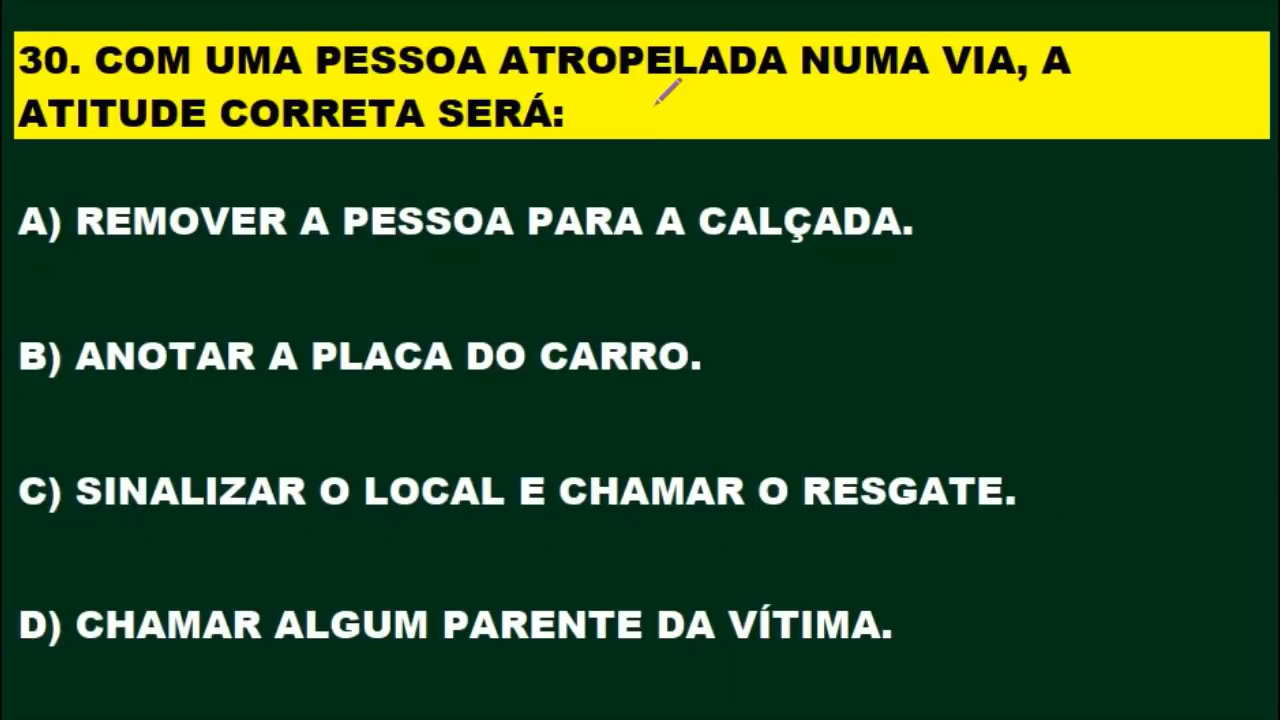 30. COM UMA PESSOA ATROPELADA NUMA VIA, A
ATITUDE CORRETA SERÁ:
A) REMOVER A PESSOA PARA A CALÇADA.
B) ANOTAR A PLACA DO CARRO.
C) SINALIZAR O LOCAL E CHAMAR O RESGATE.
D) CHAMAR ALGUM PARENTE DA VÍTIMA.